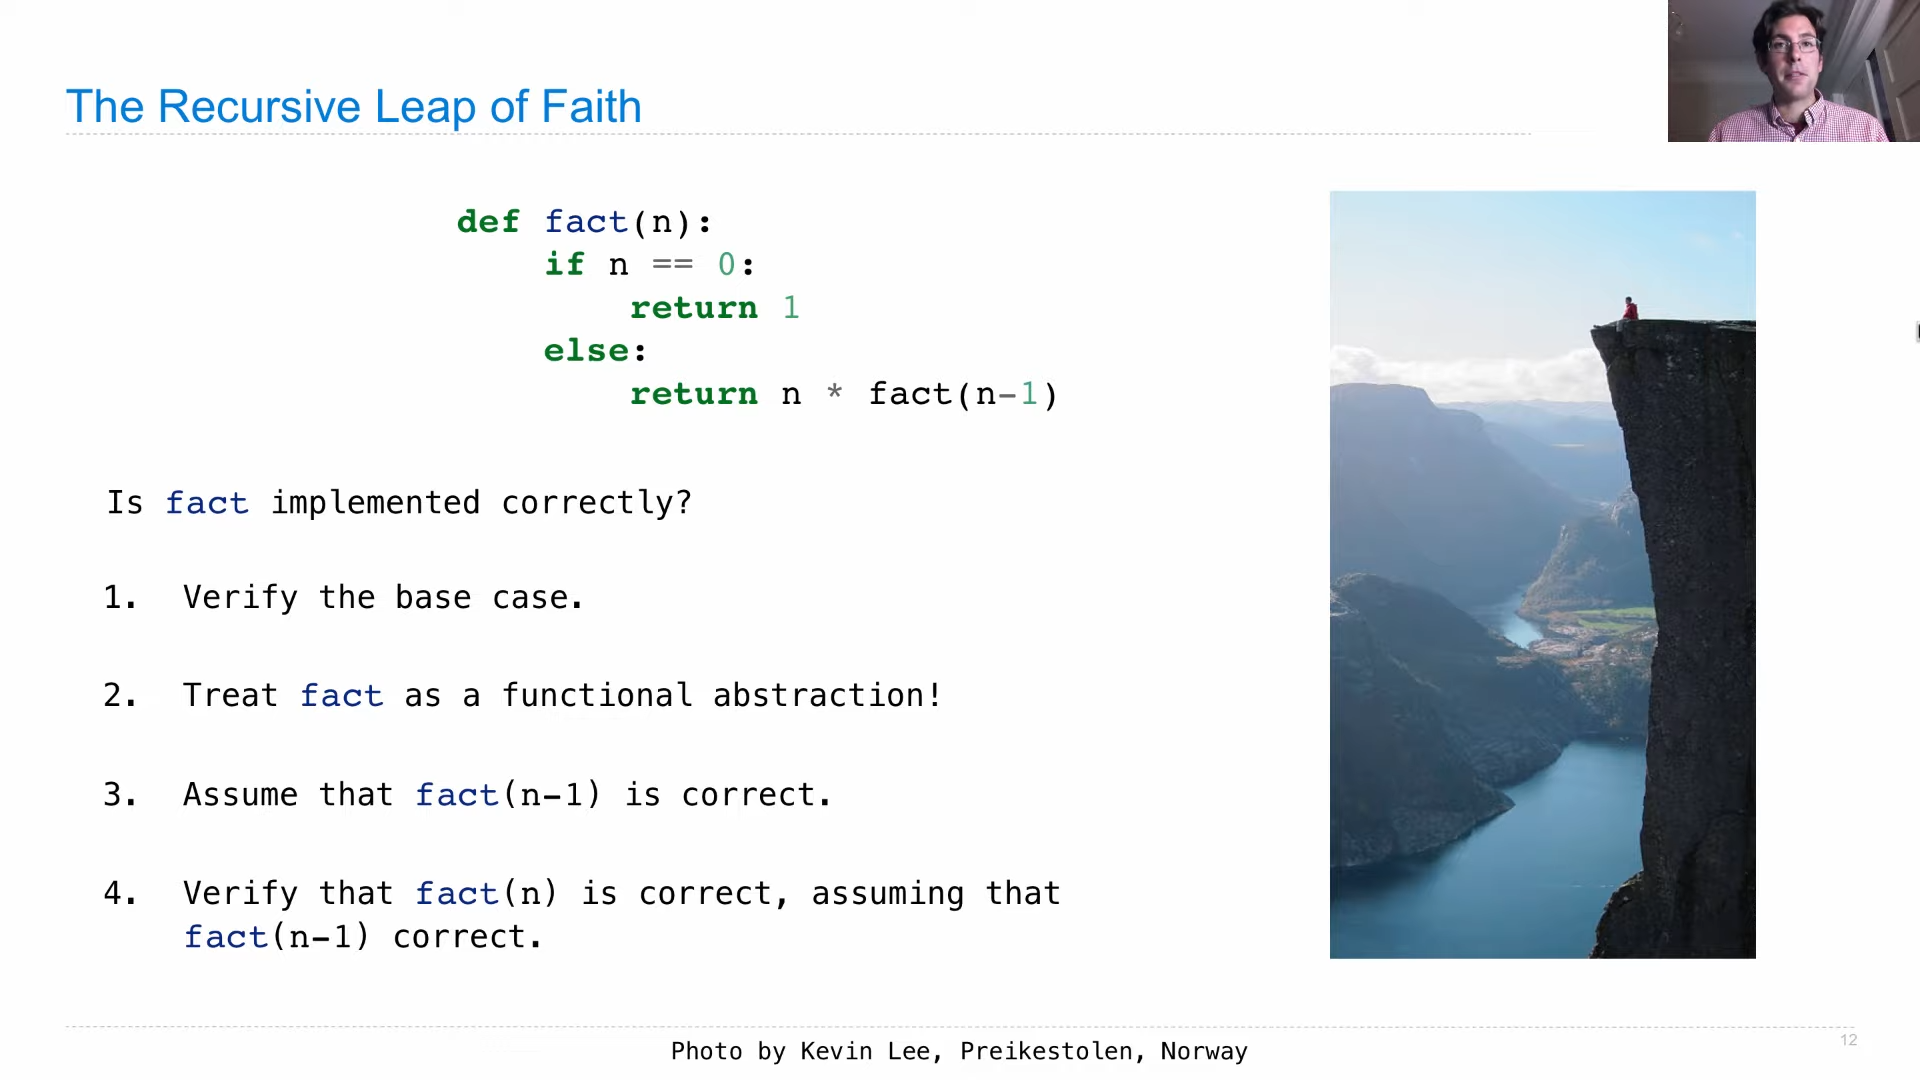 The Recursive Leap of Faith
def fact(n):
    if n == 0:
        return 1
    else:
        return n * fact(n-1)
Is fact implemented correctly?
1. Verify the base case.
2. Treat fact as a functional abstraction!
3. Assume that fact(n-1) is correct.
4. Verify that fact(n) is correct, assuming that
fact(n-1) correct.
Photo by Kevin Lee, Preikestolen, Norway
12